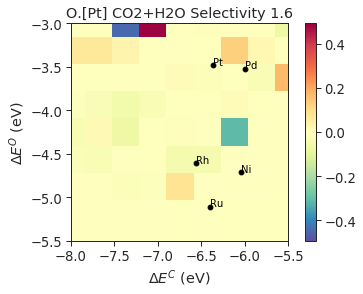 O.[Pt] CO2+H2O Selectivity 1.6
−3.0
−3.5
−4.0
−4.5
−5.0
−5.5
ΔE^O (eV)
Pt
Pd
Rh
Ni
Ru
−8.0 −7.5 −7.0 −6.5 −6.0 −5.5
ΔE^C (eV)
0.4
0.2
0.0
−0.2
−0.4